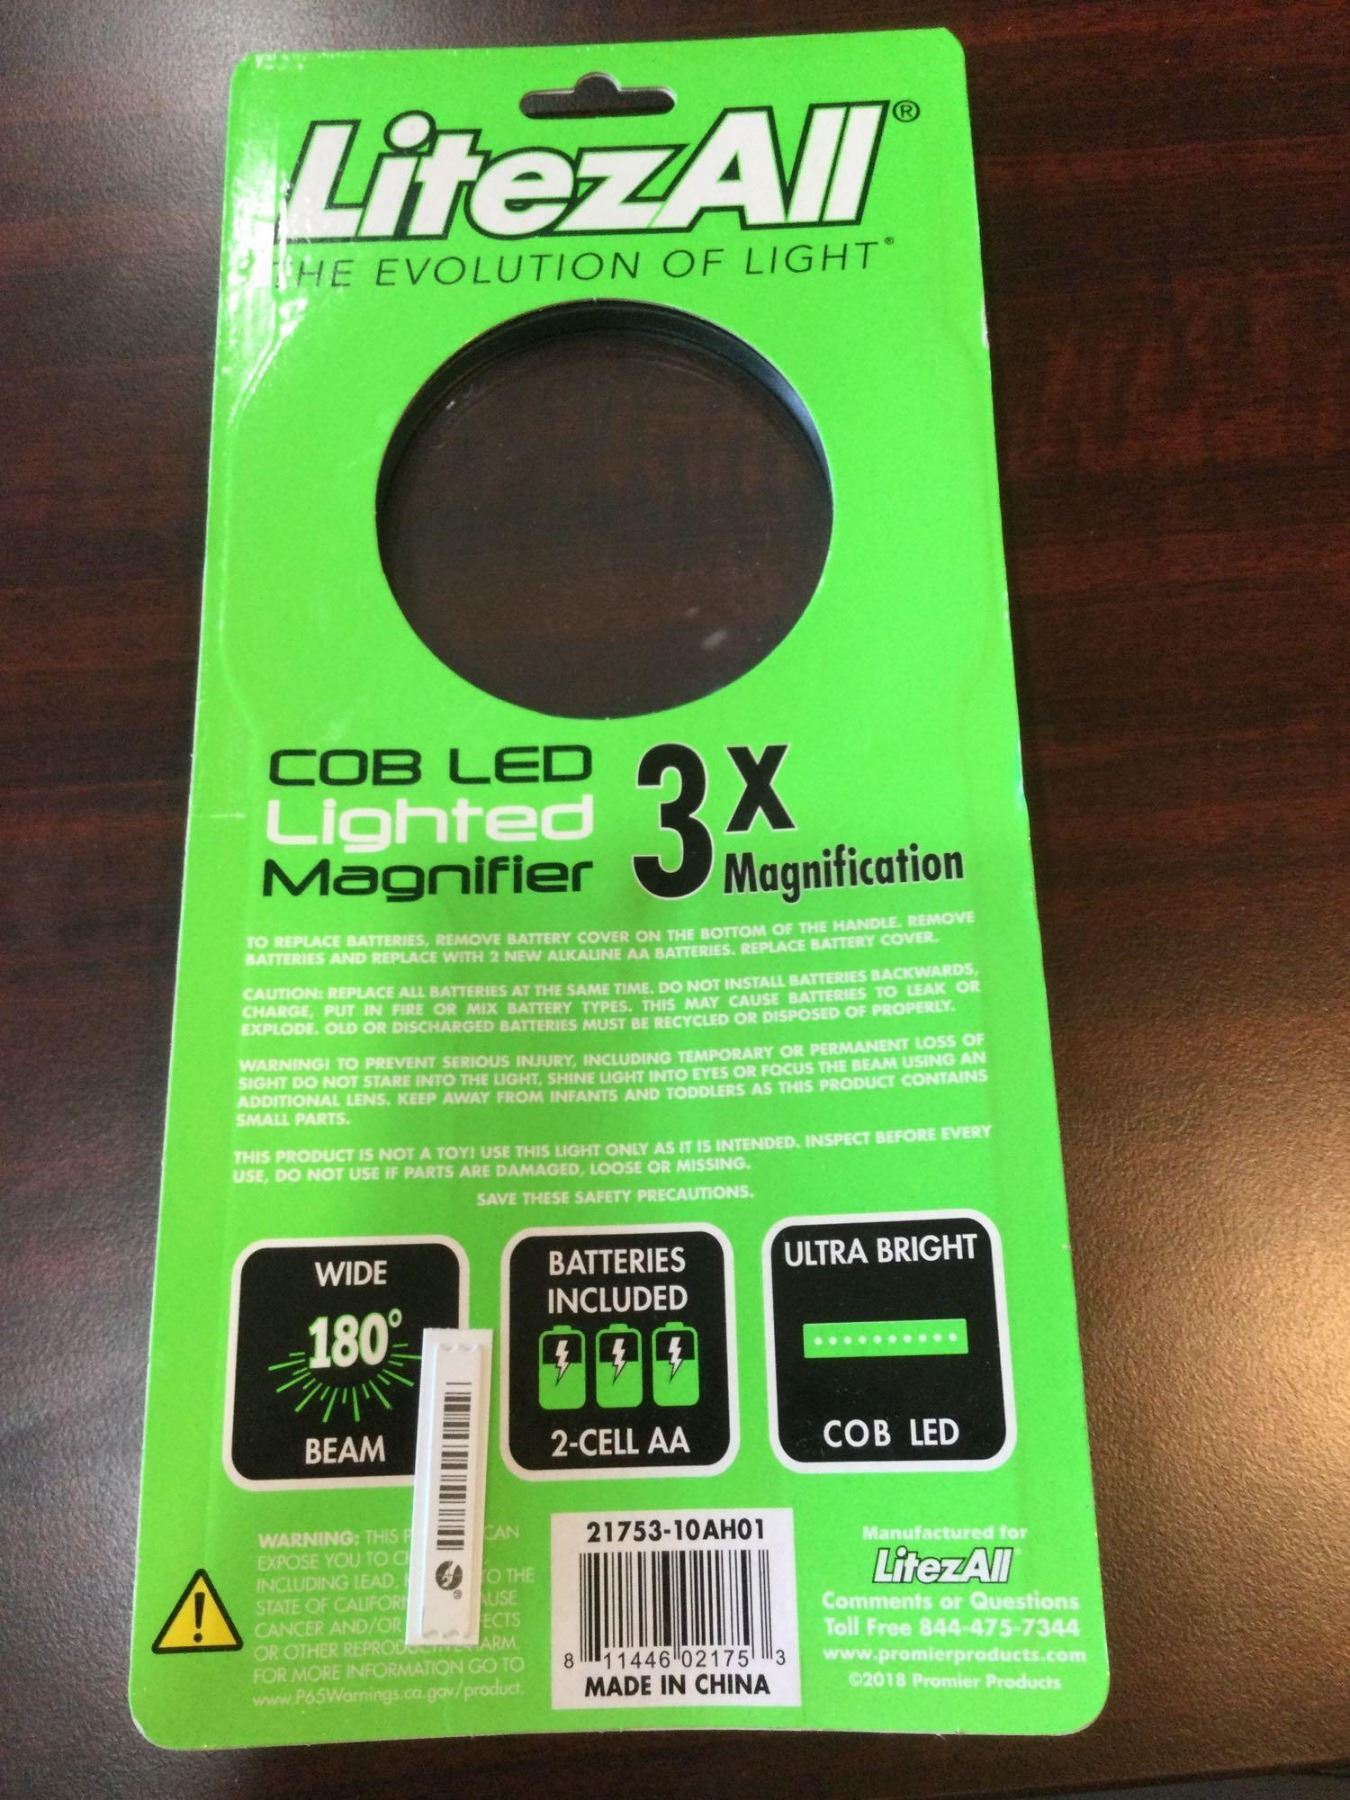 LitezAll®
THE EVOLUTION OF LIGHT®
COB LED
Lighted
Magnifier
3X
Magnification
TO REPLACE BATTERIES, REMOVE BATTERY COVER ON THE BOTTOM OF THE HANDLE. REMOVE
BATTERIES AND REPLACE WITH 2 NEW ALKALINE AA BATTERIES. REPLACE BATTERY COVER.
CAUTION: REPLACE ALL BATTERIES AT THE SAME TIME. DO NOT INSTALL BATTERIES BACKWARDS,
CHARGE, PUT IN FIRE OR MIX BATTERY TYPES. THIS MAY CAUSE BATTERIES TO LEAK OR
EXPLODE. OLD OR DISCHARGED BATTERIES MUST BE RECYCLED OR DISPOSED OF PROPERLY.
WARNING! TO PREVENT SERIOUS INJURY, INCLUDING TEMPORARY OR PERMANENT LOSS OF
SIGHT DO NOT STARE INTO THE LIGHT, SHINE LIGHT INTO EYES OR FOCUS THE BEAM USING AN
ADDITIONAL LENS. KEEP AWAY FROM INFANTS AND TODDLERS AS THIS PRODUCT CONTAINS
SMALL PARTS.
THIS PRODUCT IS NOT A TOY! USE THIS LIGHT ONLY AS IT IS INTENDED. INSPECT BEFORE EVERY
USE, DO NOT USE IF PARTS ARE DAMAGED, LOOSE OR MISSING.
SAVE THESE SAFETY PRECAUTIONS.
WIDE
180°
BEAM
BATTERIES
INCLUDED
2-CELL AA
ULTRA BRIGHT
COB LED
WARNING: THIS CAN
EXPOSE YOU TO
INCLUDING LEAD, TO THE
STATE OF
CANCER AND/OR
OR OTHER
FOR MORE INFORMATION GO TO
www.P65Warnings.ca.gov/product.
21753-10AH01
8 11446 02175 3
MADE IN CHINA
Manufactured for
LitezAll
Comments or Questions
Toll Free 844-475-7344
www.promierproducts.com
©2018 Promier Products